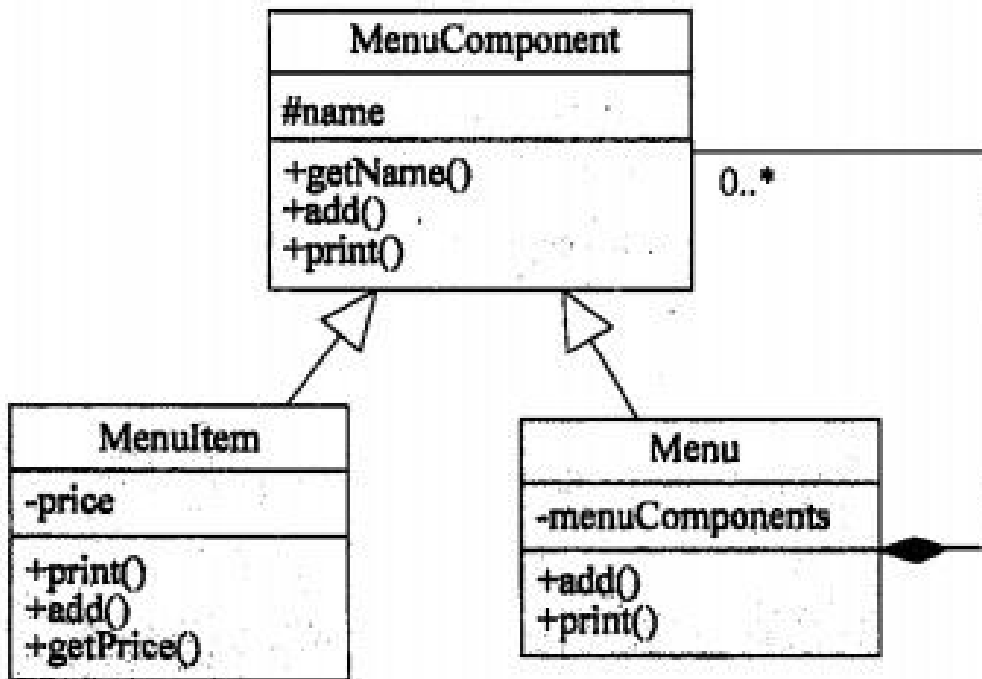 MenuComponent
#name
+getName()
+add()
+print()
0..*
MenuItem
-price
+print()
+add()
+getPrice()
Menu
-menuComponents
+add()
+print()